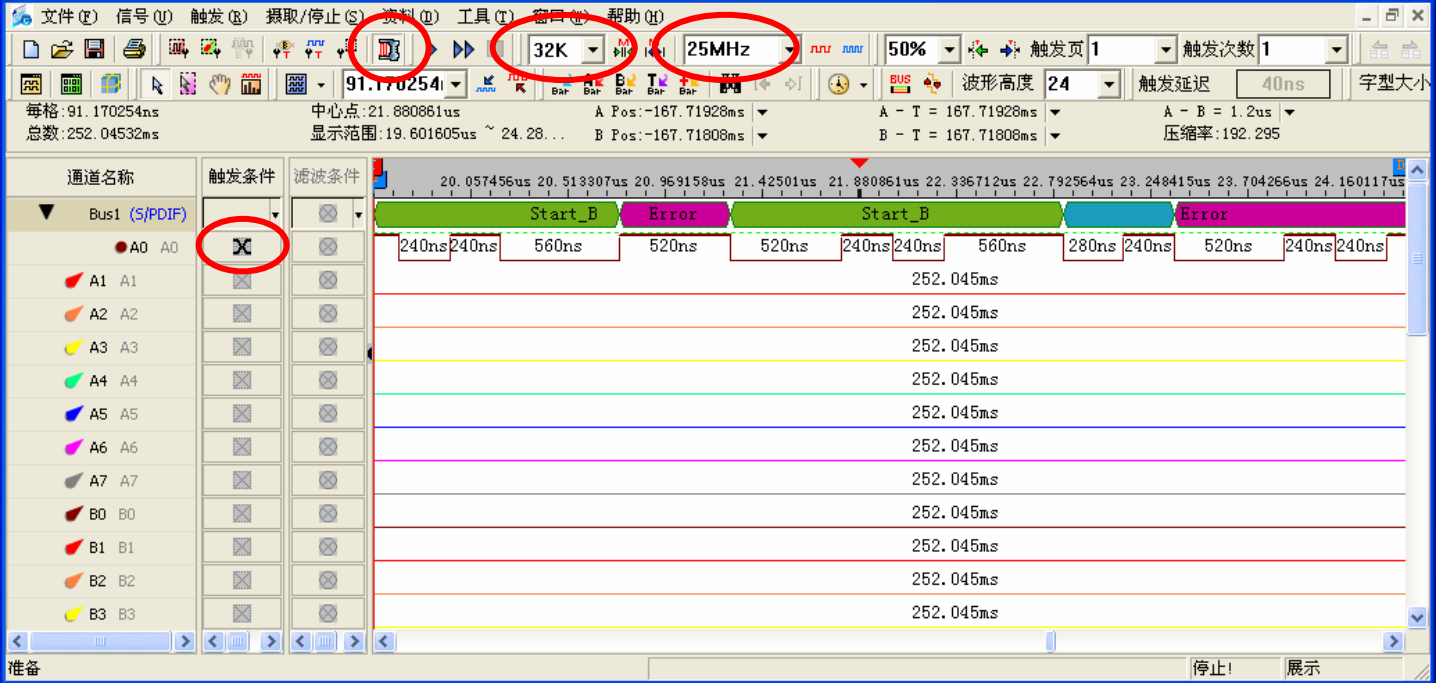 文件(F) 信号(U) 触发(R) 摄取/停止(S) 资料(D) 工具(T) 窗口(W) 帮助(H)
32K 25MHz 50% 触发页 1 触发次数 1
91.170254 Bar Bar Bar Bar Bar BUS 波形高度 24 触发延迟 40ns 字型大小
每格:91.170254ns 中心点:21.880861us A Pos:-167.71928ms A - T = 167.71928ms A - B = 1.2us
总数:252.04532ms 显示范围:19.601605us ~ 24.28... B Pos:-167.71808ms B - T = 167.71808ms 压缩率:192.295
通道名称 触发条件 滤波条件 20.057456us 20.513307us 20.969158us 21.42501us 21.880861us 22.336712us 22.792564us 23.248415us 23.704266us 24.160117us
Bus1 (S/PDIF) Start_B Error Start_B Error
A0 A0 240ns 240ns 560ns 520ns 520ns 240ns 240ns 560ns 280ns 240ns 520ns 240ns 240ns
A1 A1 252.045ms
A2 A2 252.045ms
A3 A3 252.045ms
A4 A4 252.045ms
A5 A5 252.045ms
A6 A6 252.045ms
A7 A7 252.045ms
B0 B0 252.045ms
B1 B1 252.045ms
B2 B2 252.045ms
B3 B3 252.045ms
准备 停止! 展示